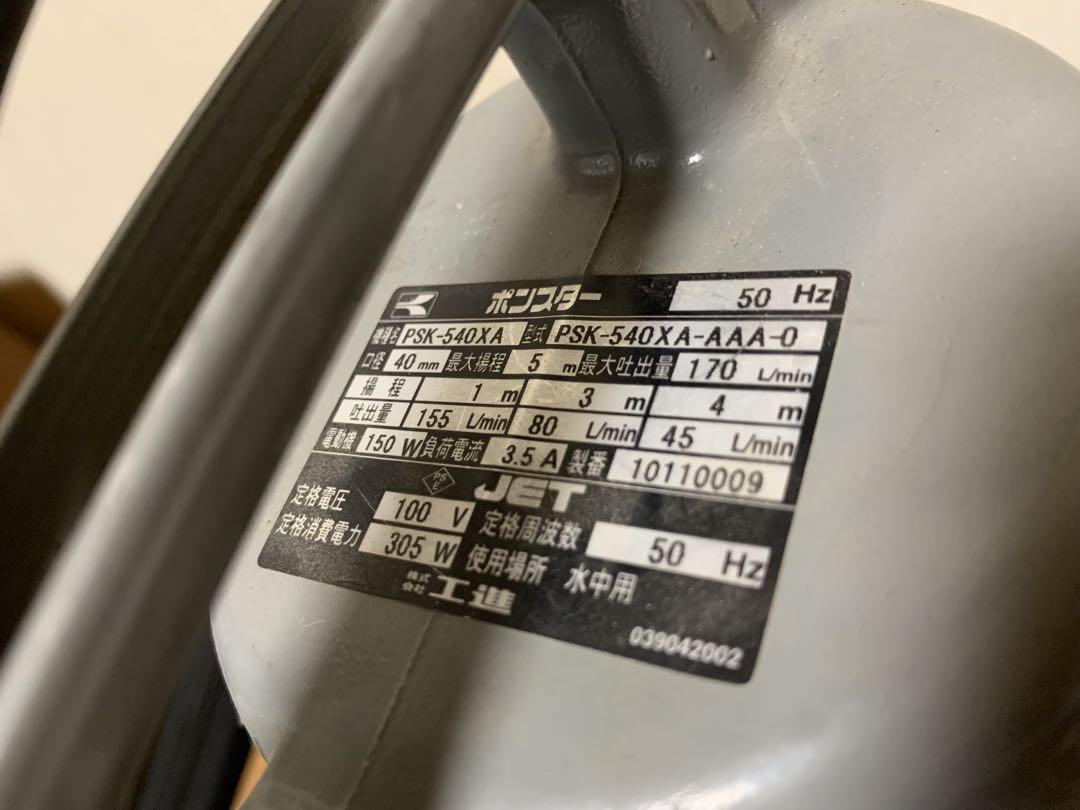 ポンスター 50 Hz
機種名 PSK-540XA 型式 PSK-540XA-AAA-0
口径 40 mm 最大揚程 5 m 最大吐出量 170 L/min
揚程 1 m 3 m 4 m
吐出量 155 L/min 80 L/min 45 L/min
電動機 150 W 負荷電流 3.5 A 製番 10110009
PSE JET
定格電圧 100 V 定格周波数 50 Hz
定格消費電力 305 W 使用場所 水中用
株式会社 工進
039042002